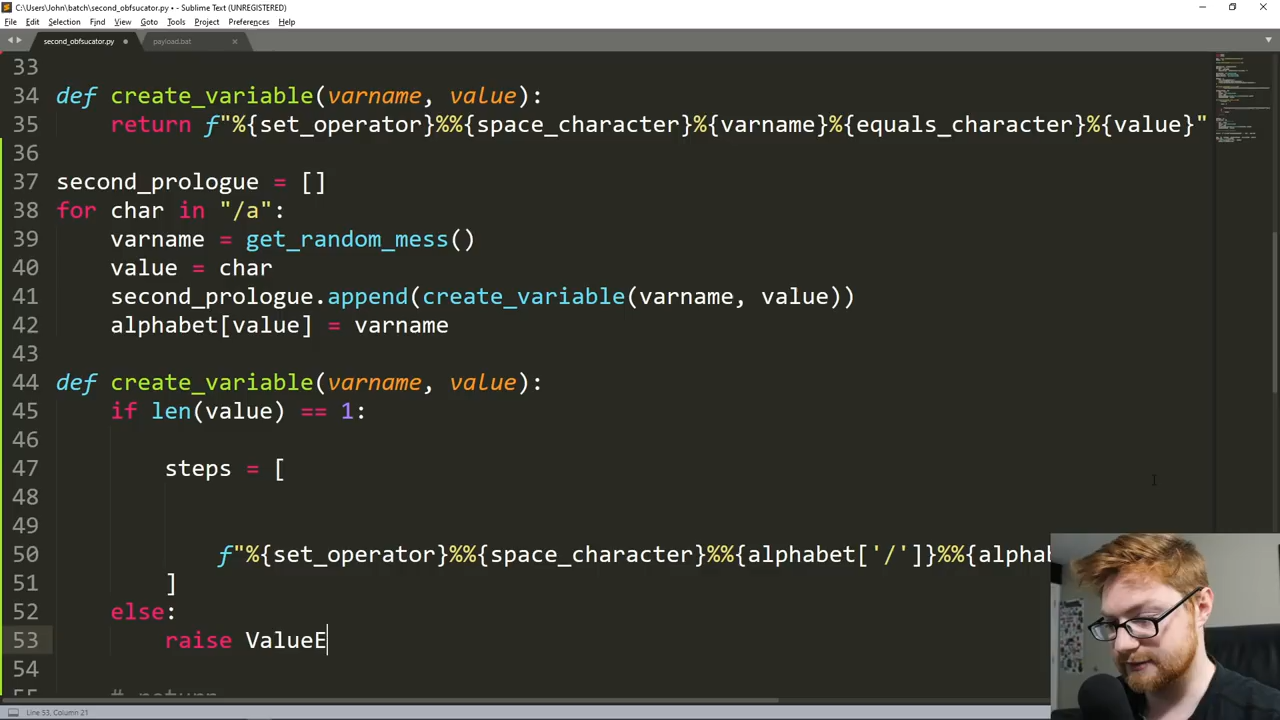 C:\Users\John\batch\second_obfsucator.py • - Sublime Text (UNREGISTERED)
File Edit Selection Find View Goto Tools Project Preferences Help
second_obfsucator.py payload.bat
33
34 def create_variable(varname, value):
35     return f"%{set_operator}%%{space_character}%{varname}%{equals_character}%{value}"
36
37 second_prologue = []
38 for char in "/a":
39     varname = get_random_mess()
40     value = char
41     second_prologue.append(create_variable(varname, value))
42     alphabet[value] = varname
43
44 def create_variable(varname, value):
45     if len(value) == 1:
46
47         steps = [
48
49
50             f"%{set_operator}%%{space_character}%%{alphabet['/']}%%{alphab
51         ]
52     else:
53         raise ValueE
54
55     # return
Line 53, Column 21